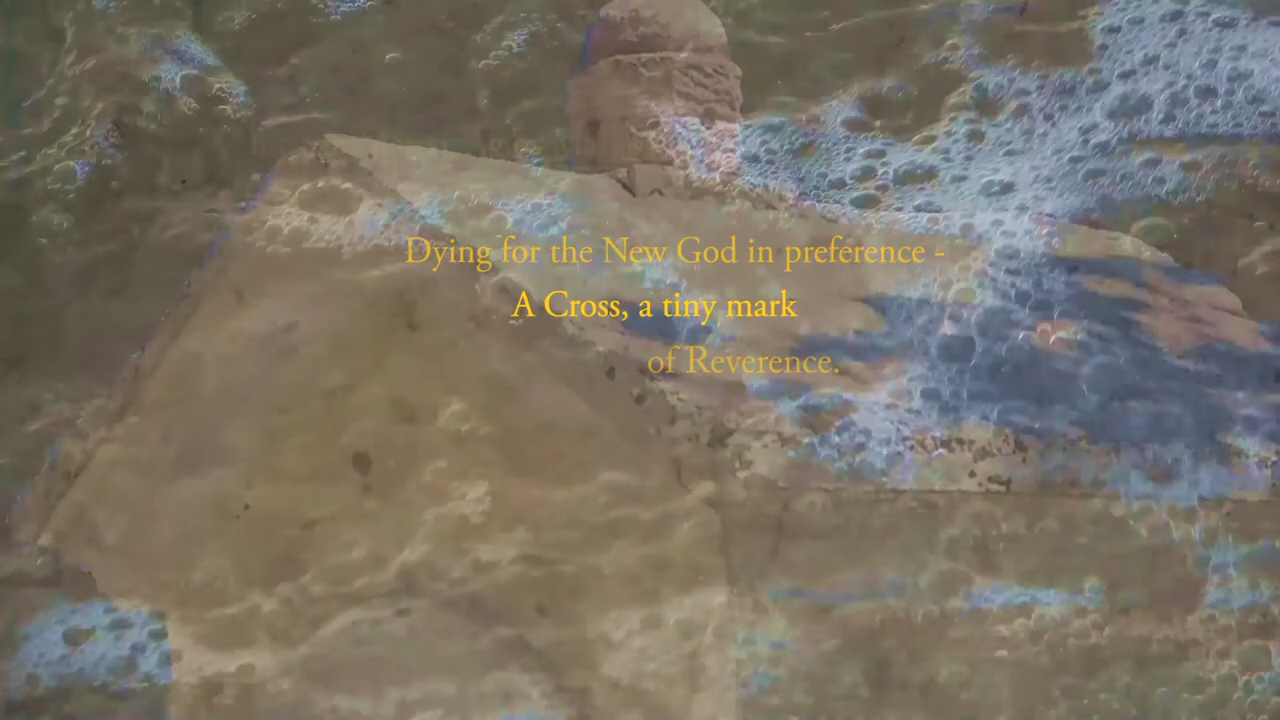 Dying for the New God in preference -
A Cross, a tiny mark
of Reverence.